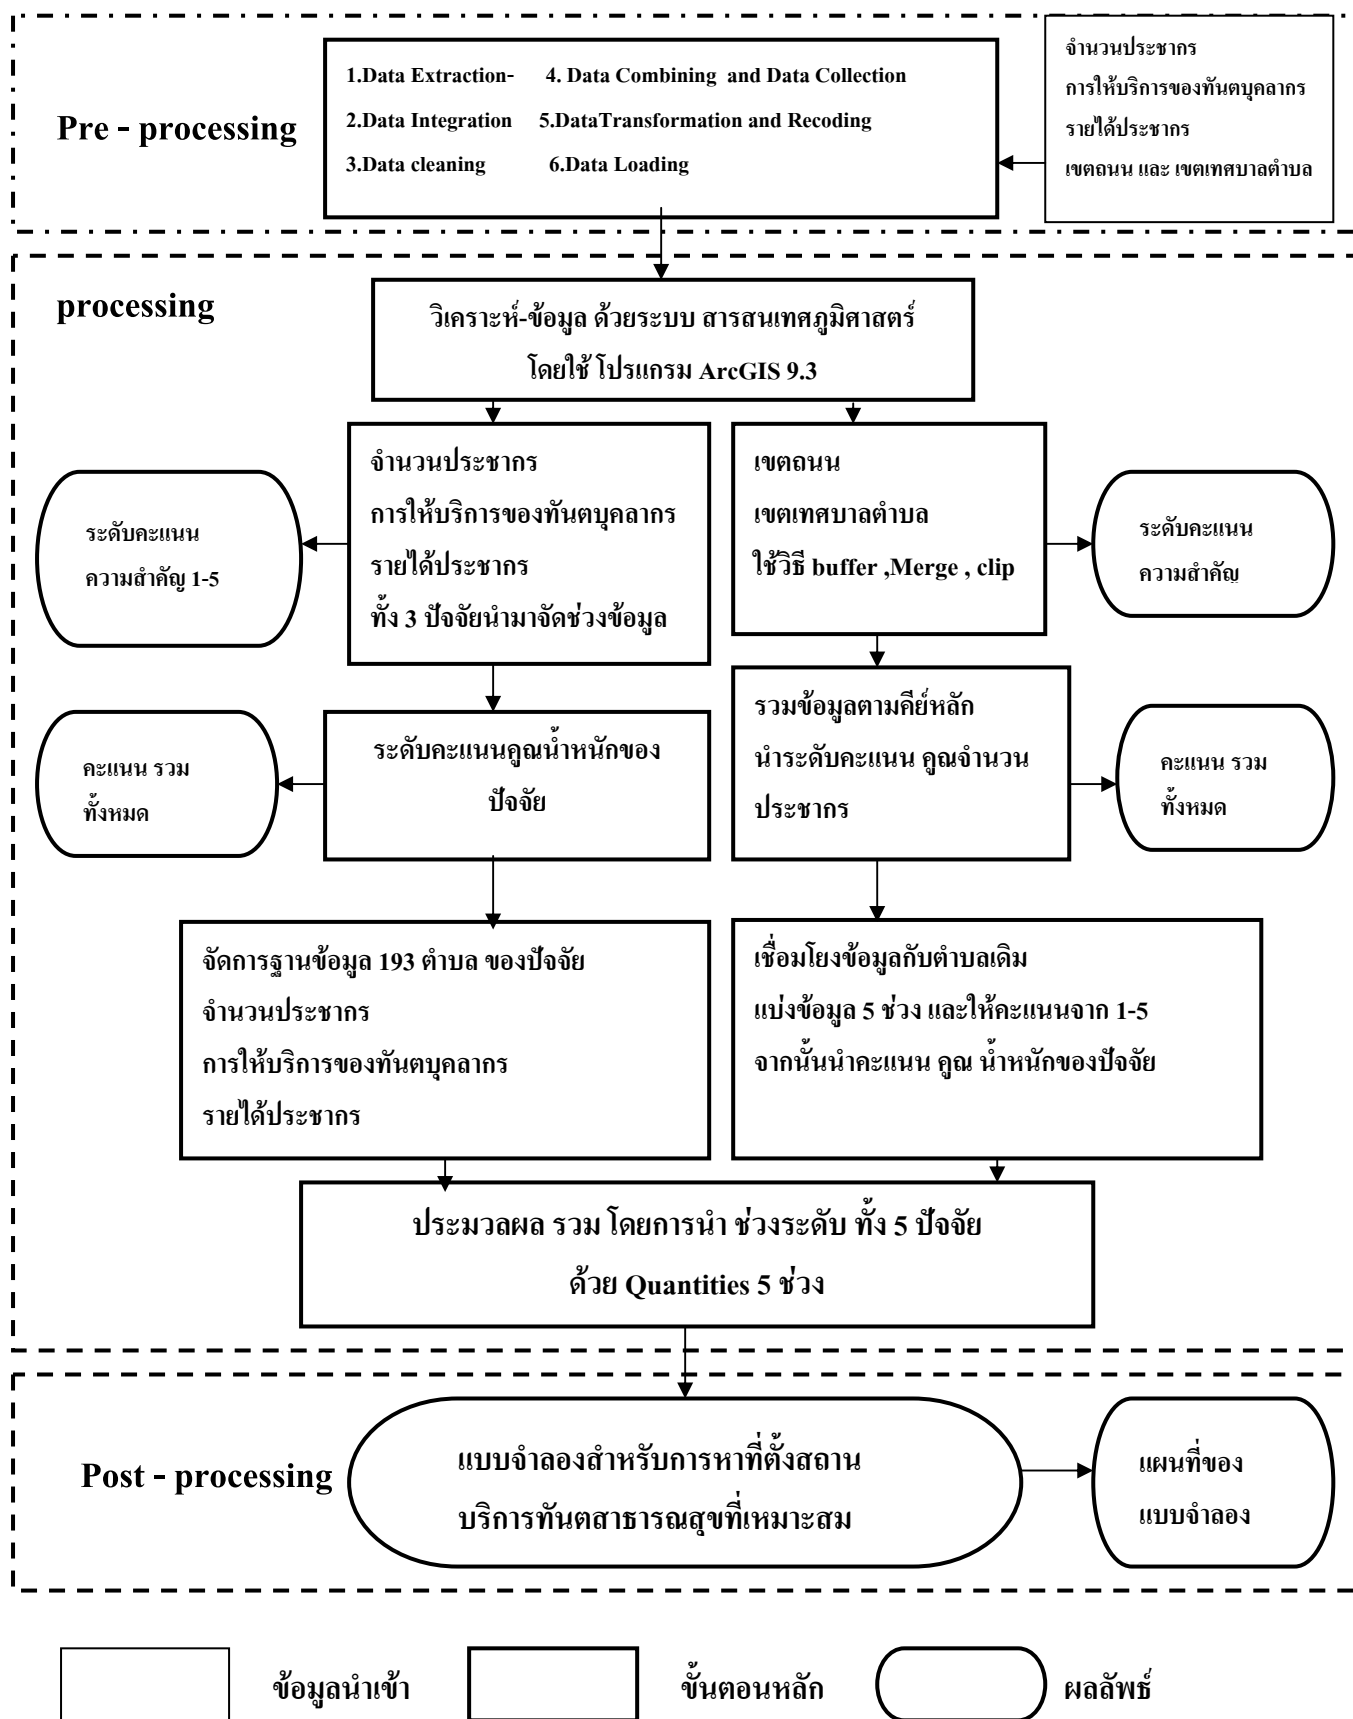 Pre - processing
1.Data Extraction- 4. Data Combining and Data Collection
2.Data Integration 5.DataTransformation and Recoding
3.Data cleaning 6.Data Loading
จำนวนประชากร
การให้บริการของทันตบุคลากร
รายได้ประชากร
เขตถนน และ เขตเทศบาลตำบล
processing
วิเคราะห์-ข้อมูล ด้วยระบบ สารสนเทศภูมิศาสตร์
โดยใช้ โปรแกรม ArcGIS 9.3
ระดับคะแนน
ความสำคัญ 1-5
จำนวนประชากร
การให้บริการของทันตบุคลากร
รายได้ประชากร
ทั้ง 3 ปัจจัยนำมาจัดช่วงข้อมูล
เขตถนน
เขตเทศบาลตำบล
ใช้วิธี buffer ,Merge , clip
ระดับคะแนน
ความสำคัญ
คะแนน รวม
ทั้งหมด
ระดับคะแนนคูณน้ำหนักของ
ปัจจัย
รวมข้อมูลตามคีย์หลัก
นำระดับคะแนน คูณจำนวน
ประชากร
คะแนน รวม
ทั้งหมด
จัดการฐานข้อมูล 193 ตำบล ของปัจจัย
จำนวนประชากร
การให้บริการของทันตบุคลากร
รายได้ประชากร
เชื่อมโยงข้อมูลกับตำบลเดิม
แบ่งข้อมูล 5 ช่วง และให้คะแนนจาก 1-5
จากนั้นนำคะแนน คูณ น้ำหนักของปัจจัย
ประมวลผล รวม โดยการนำ ช่วงระดับ ทั้ง 5 ปัจจัย
ด้วย Quantities 5 ช่วง
Post - processing
แบบจำลองสำหรับการหาที่ตั้งสถาน
บริการทันตสาธารณสุขที่เหมาะสม
แผนที่ของ
แบบจำลอง
ข้อมูลนำเข้า
ขั้นตอนหลัก
ผลลัพธ์